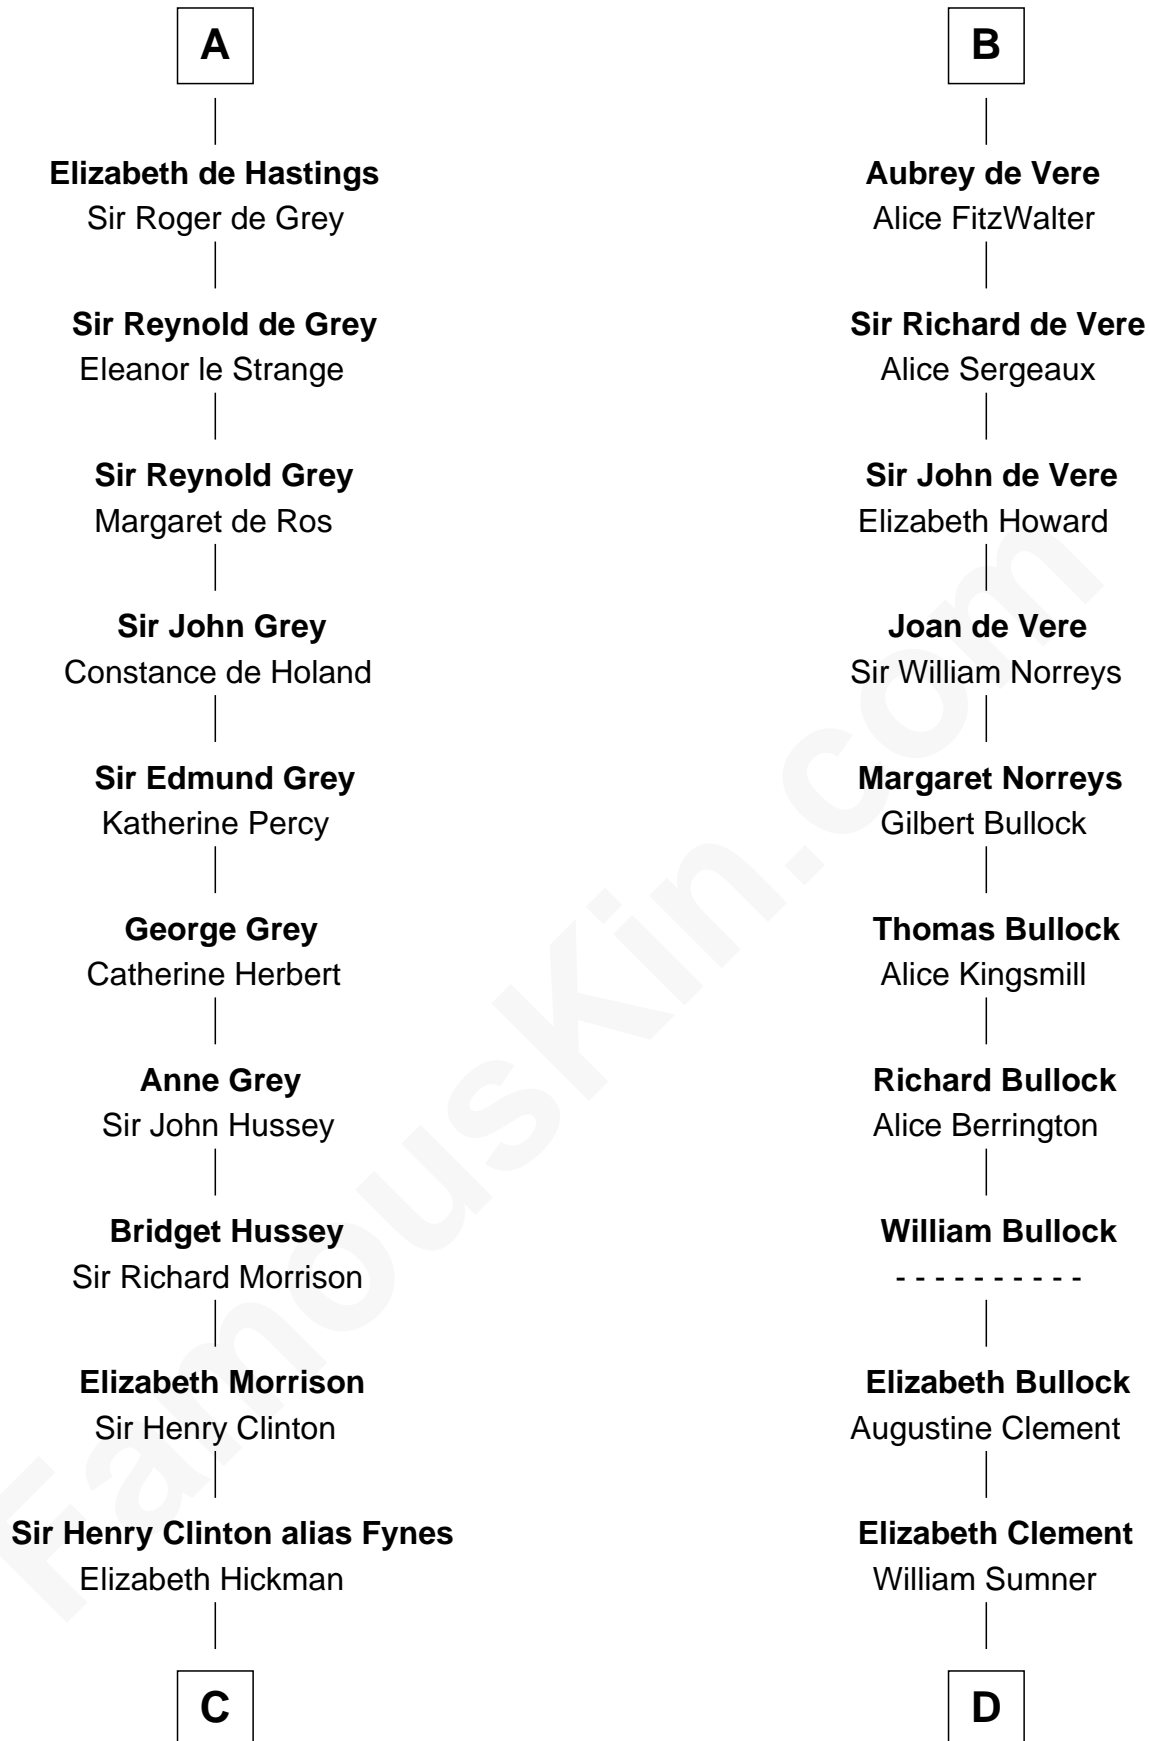 A
Elizabeth de Hastings
Sir Roger de Grey
Sir Reynold de Grey
Eleanor le Strange
Sir Reynold Grey
Margaret de Ros
Sir John Grey
Constance de Holand
Sir Edmund Grey
Katherine Percy
George Grey
Catherine Herbert
Anne Grey
Sir John Hussey
Bridget Hussey
Sir Richard Morrison
Elizabeth Morrison
Sir Henry Clinton
Sir Henry Clinton alias Fynes
Elizabeth Hickman
C
B
Aubrey de Vere
Alice FitzWalter
Sir Richard de Vere
Alice Sergeaux
Sir John de Vere
Elizabeth Howard
Joan de Vere
Sir William Norreys
Margaret Norreys
Gilbert Bullock
Thomas Bullock
Alice Kingsmill
Richard Bullock
Alice Berrington
William Bullock
- - - - - - - - - -
Elizabeth Bullock
Augustine Clement
Elizabeth Clement
William Sumner
D
FamousKin.com